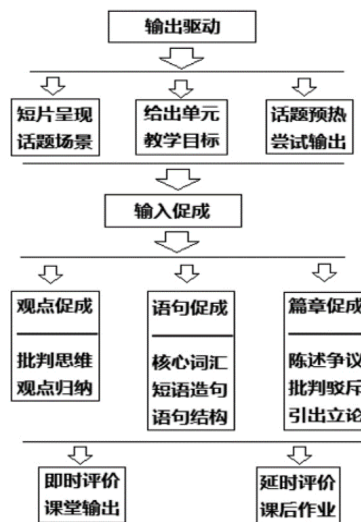 输出驱动
短片呈现
话题场景
给出单元
教学目标
话题预热
尝试输出
输入促成
观点促成
批判思维
观点归纳
语句促成
核心词汇
短语造句
语句结构
篇章促成
陈述争议
批判驳斥
引出立论
即时评价
课堂输出
延时评价
课后作业